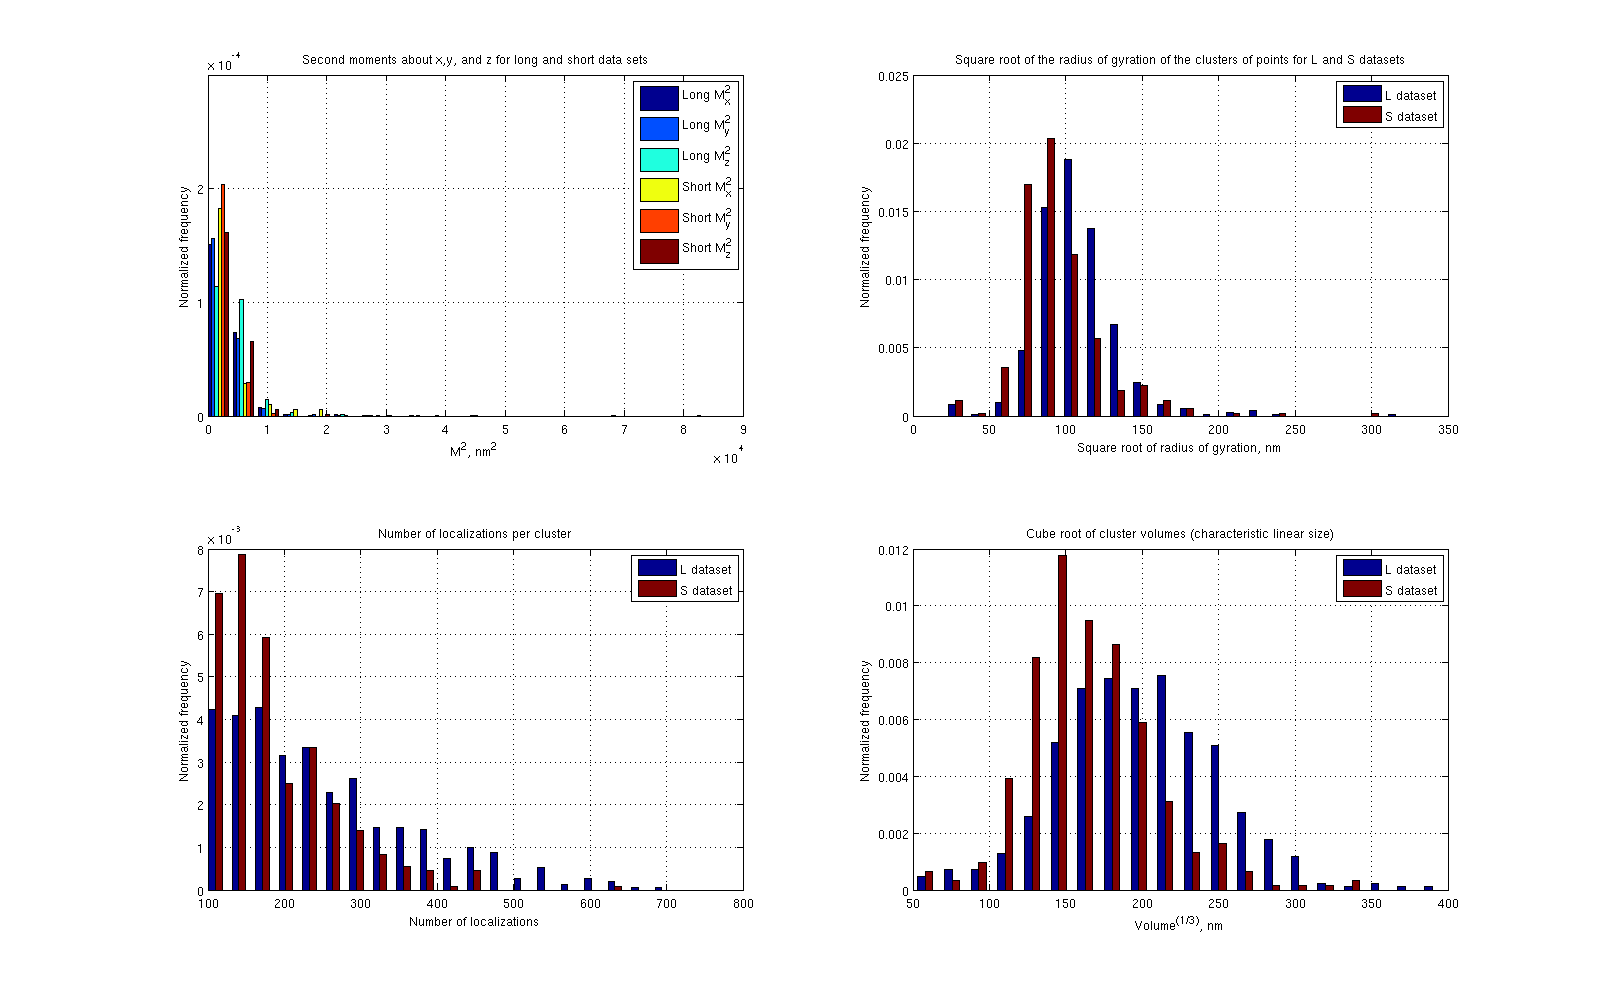 Second moments about x,y, and z for long and short data sets
x 10^-4
Long M_x^2
Long M_y^2
Long M_z^2
Short M_x^2
Short M_y^2
Short M_z^2
Normalized frequency
2
1
0
0 1 2 3 4 5 6 7 8 9
M^2, nm^2
x 10^4
Square root of the radius of gyration of the clusters of points for L and S datasets
L dataset
S dataset
Normalized frequency
0.025
0.02
0.015
0.01
0.005
0
0 50 100 150 200 250 300 350
Square root of radius of gyration, nm
Number of localizations per cluster
x 10^-3
L dataset
S dataset
Normalized frequency
8
7
6
5
4
3
2
1
0
100 200 300 400 500 600 700 800
Number of localizations
Cube root of cluster volumes (characteristic linear size)
L dataset
S dataset
Normalized frequency
0.012
0.01
0.008
0.006
0.004
0.002
0
50 100 150 200 250 300 350 400
Volume^(1/3), nm